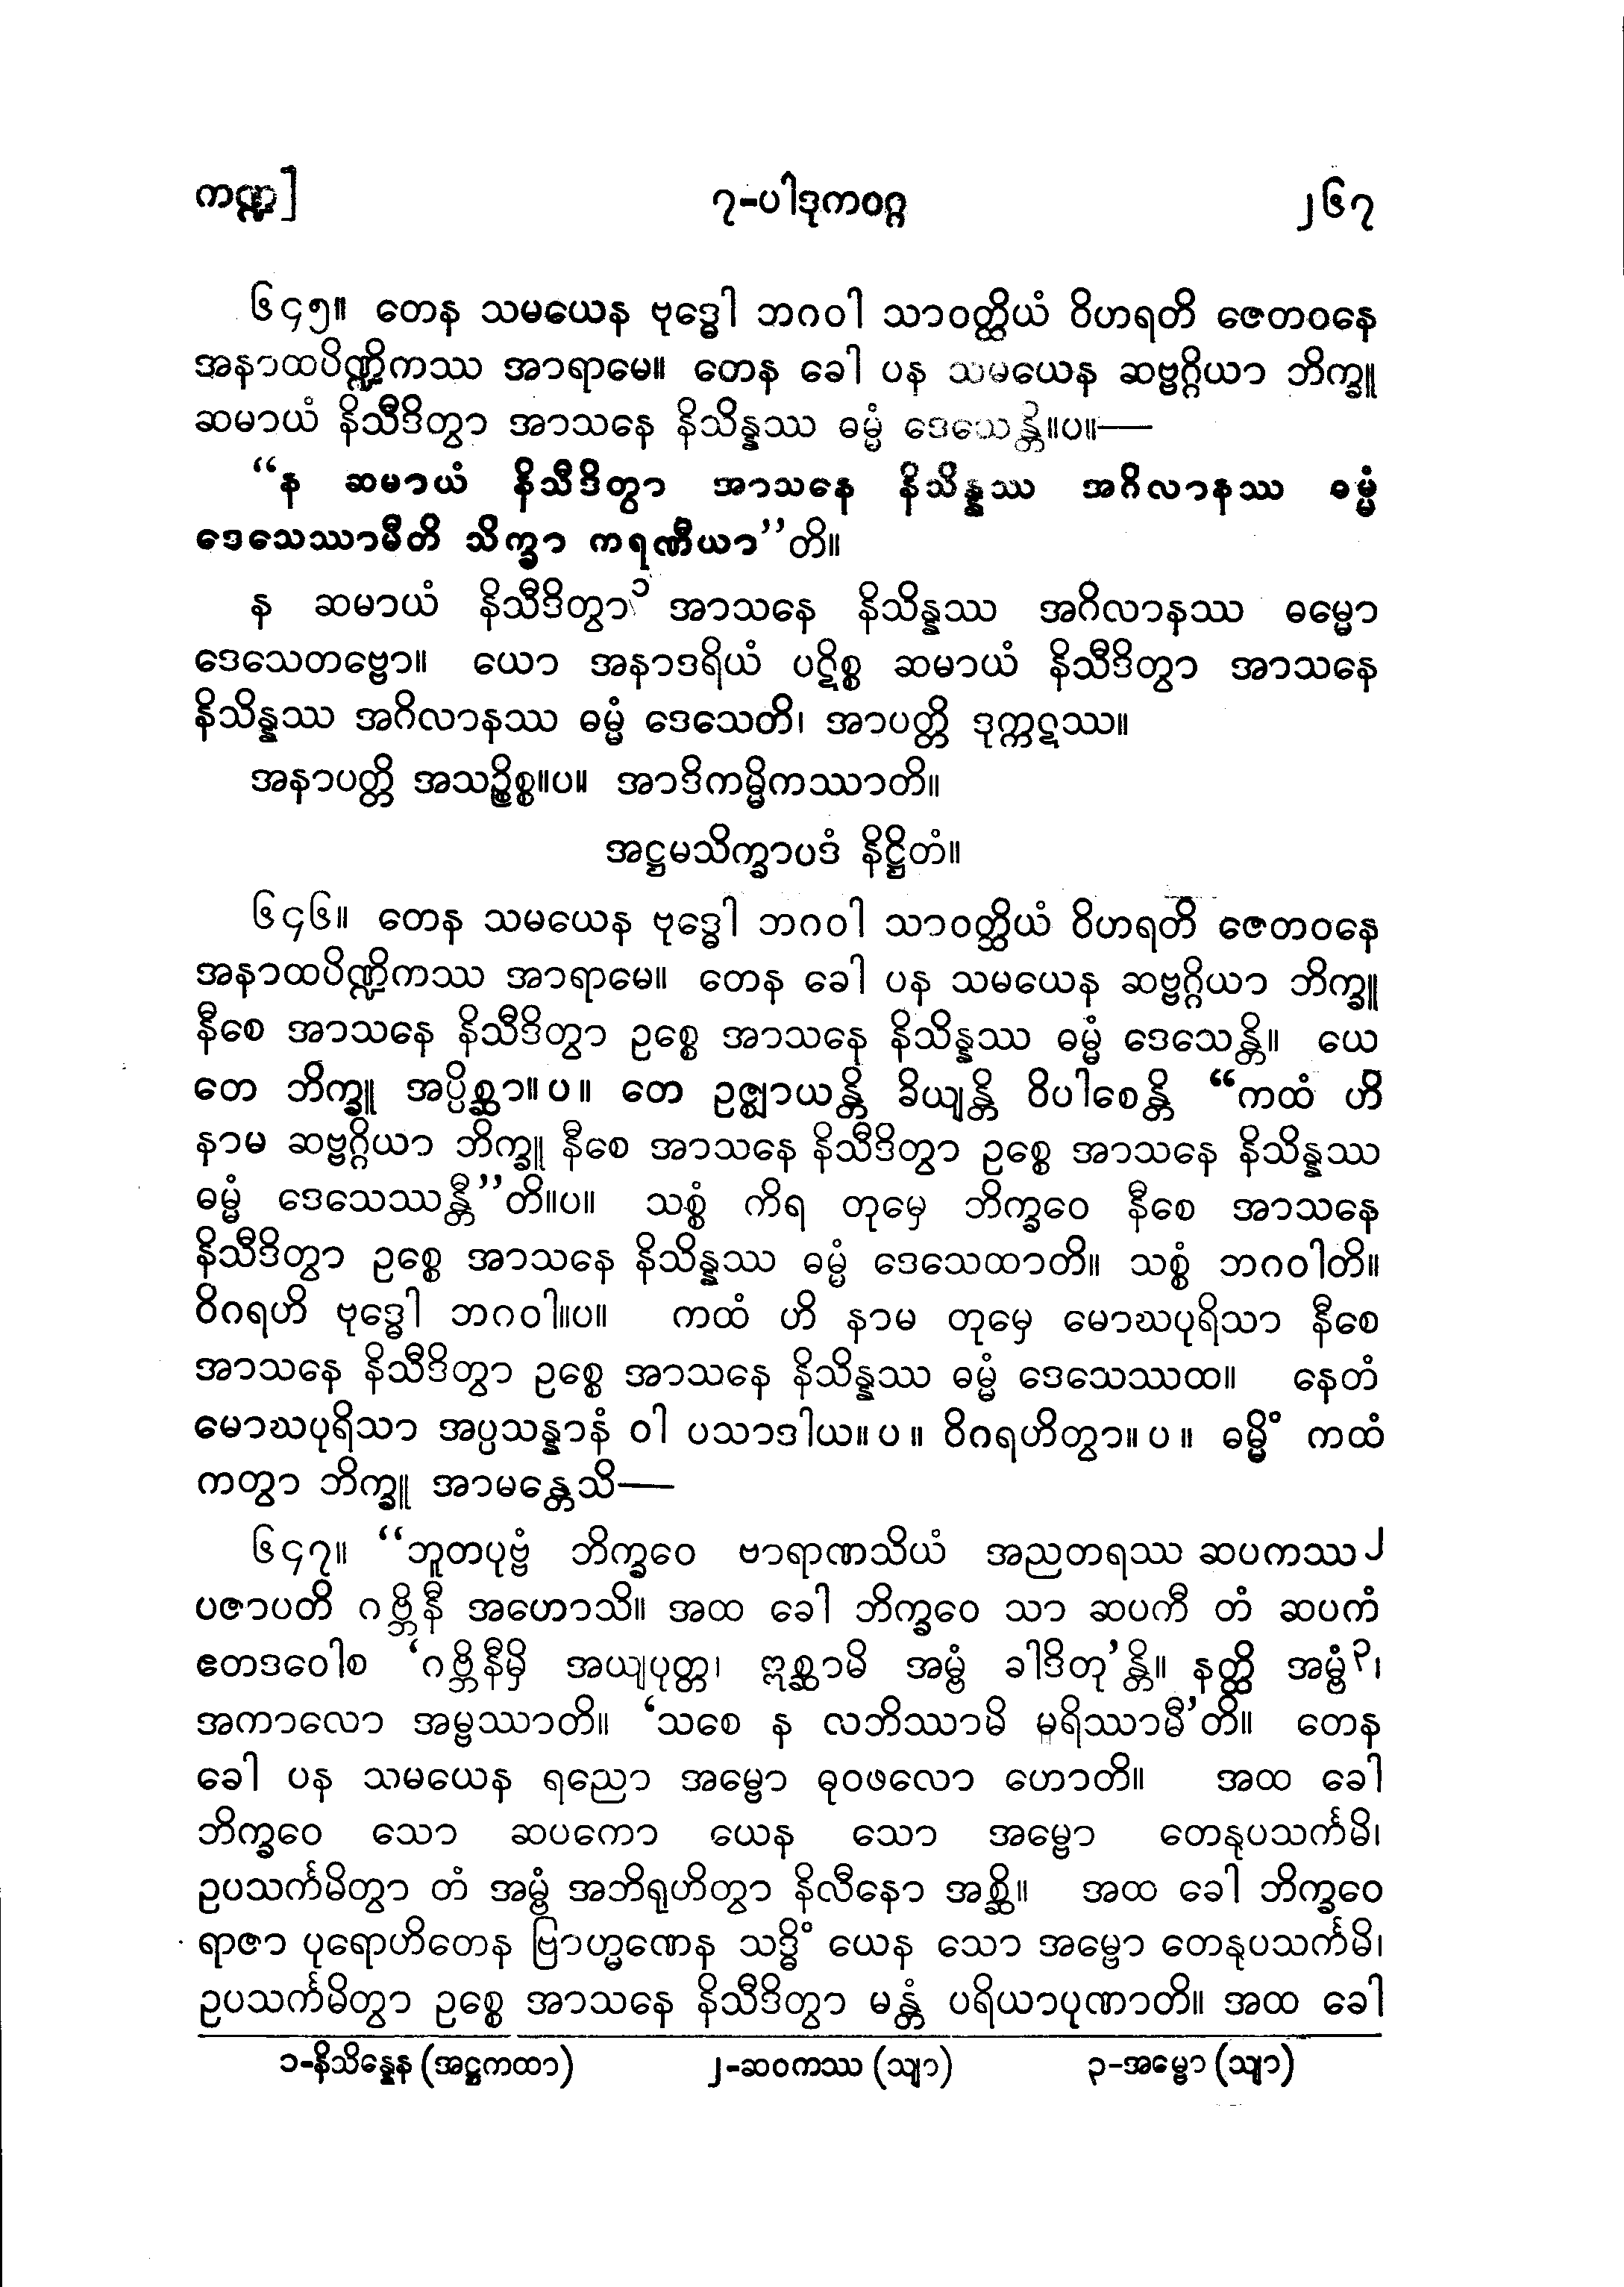 ကဏ္ဍ] ၇-ပါဒုကဝဂ္ဂ ၂၆၇
၆၄၅။ တေန သမယေန ဗုဒ္ဓေါ ဘဂဝါ သာဝတ္ထိယံ ဝိဟရတိ ဇေတဝနေ
အနာထပိဏ္ဍိကဿ အာရာမေ။ တေန ခေါ ပန သမယေန ဆဗ္ဗဂ္ဂိယာ ဘိက္ခူ
ဆမာယံ နိသီဒိတွာ အာသနေ နိသိန္နဿ ဓမ္မံ ဒေသေန္တိ။ပ။—
“န ဆမာယံ နိသီဒိတွာ အာသနေ နိသိန္နဿ အဂိလာနဿ ဓမ္မံ
ဒေသေဿာမီတိ သိက္ခာ ကရဏီယာ”တိ။
န ဆမာယံ နိသီဒိတွာ၁ အာသနေ နိသိန္နဿ အဂိလာနဿ ဓမ္မော
ဒေသေတဗ္ဗော။ ယော အနာဒရိယံ ပဋိစ္စ ဆမာယံ နိသီဒိတွာ အာသနေ
နိသိန္နဿ အဂိလာနဿ ဓမ္မံ ဒေသေတိ၊ အာပတ္တိ ဒုက္ကဋဿ။
အနာပတ္တိ အသဉ္စိစ္စ။ပ။ အာဒိကမ္မိကဿာတိ။
အဋ္ဌမသိက္ခာပဒံ နိဋ္ဌိတံ။
၆၄၆။ တေန သမယေန ဗုဒ္ဓေါ ဘဂဝါ သာဝတ္ထိယံ ဝိဟရတိ ဇေတဝနေ
အနာထပိဏ္ဍိကဿ အာရာမေ။ တေန ခေါ ပန သမယေန ဆဗ္ဗဂ္ဂိယာ ဘိက္ခူ
နီစေ အာသနေ နိသီဒိတွာ ဥစ္စေ အာသနေ နိသိန္နဿ ဓမ္မံ ဒေသေန္တိ။ ယေ
တေ ဘိက္ခူ အပ္ပိစ္ဆာ။ပ။ တေ ဥဇ္ဈာယန္တိ ခိယျန္တိ ဝိပါစေန္တိ “ကထံ ဟိ
နာမ ဆဗ္ဗဂ္ဂိယာ ဘိက္ခူ နီစေ အာသနေ နိသီဒိတွာ ဥစ္စေ အာသနေ နိသိန္နဿ
ဓမ္မံ ဒေသေဿန္တီ”တိ။ပ။ သစ္စံ ကိရ တုမှေ ဘိက္ခဝေ နီစေ အာသနေ
နိသီဒိတွာ ဥစ္စေ အာသနေ နိသိန္နဿ ဓမ္မံ ဒေသေထာတိ။ သစ္စံ ဘဂဝါတိ။
ဝိဂရဟိ ဗုဒ္ဓေါ ဘဂဝါ။ပ။ ကထံ ဟိ နာမ တုမှေ မောဃပုရိသာ နီစေ
အာသနေ နိသီဒိတွာ ဥစ္စေ အာသနေ နိသိန္နဿ ဓမ္မံ ဒေသေဿထ။ နေတံ
မောဃပုရိသာ အပ္ပသန္နာနံ ဝါ ပသာဒါယ။ပ။ ဝိဂရဟိတွာ။ပ။ ဓမ္မိံ ကထံ
ကတွာ ဘိက္ခူ အာမန္တေသိ—
၆၄၇။ “ဘူတပုဗ္ဗံ ဘိက္ခဝေ ဗာရာဏသိယံ အညတရဿ ဆပကဿ၂
ပဇာပတိ ဂဗ္ဘိနီ အဟောသိ။ အထ ခေါ ဘိက္ခဝေ သာ ဆပကီ တံ ဆပကံ
ဧတဒဝေါစ ‘ဂဗ္ဘိနီမှိ အယျပုတ္တ၊ ဣစ္ဆာမိ အမ္ဗံ ခါဒိတု’န္တိ။ နတ္ထိ အမ္ဗံ၃၊
အကာလော အမ္ဗဿာတိ။ ‘သစေ န လဘိဿာမိ မရိဿာမီ’တိ။ တေန
ခေါ ပန သမယေန ရညော အမ္ဗော ဓုဝဖလော ဟောတိ။ အထ ခေါ
ဘိက္ခဝေ သော ဆပကော ယေန သော အမ္ဗော တေနုပသင်္ကမိ၊
ဥပသင်္ကမိတွာ တံ အမ္ဗံ အဘိရုဟိတွာ နိလီနော အစ္ဆိ။ အထ ခေါ ဘိက္ခဝေ
ရာဇာ ပုရောဟိတေန ဗြာဟ္မဏေန သဒ္ဓိံ ယေန သော အမ္ဗော တေနုပသင်္ကမိ၊
ဥပသင်္ကမိတွာ ဥစ္စေ အာသနေ နိသီဒိတွာ မန္တံ ပရိယာပုဏာတိ။ အထ ခေါ
၁-နိသိန္နေန (အဋ္ဌကထာ) ၂-ဆဝကဿ (သျာ) ၃-အမ္ဗော (သျာ)